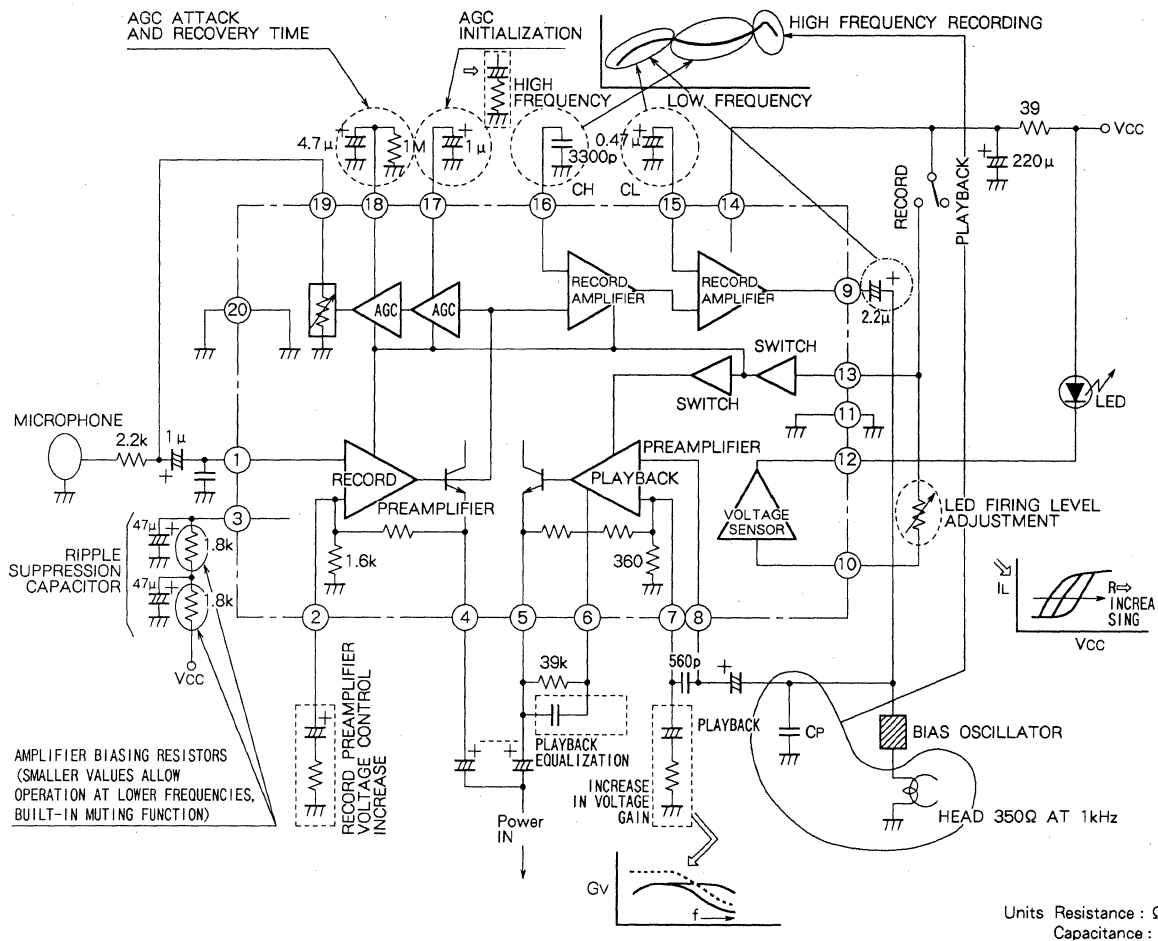 AGC ATTACK
AND RECOVERY TIME
AGC
INITIALIZATION
HIGH
FREQUENCY
HIGH FREQUENCY RECORDING
LOW FREQUENCY
39
VCC
+
220μ
RECORD
PLAYBACK
4.7μ
+
1M
+
1μ
3300p
CH
0.47μ
+
CL
19
18
17
16
15
14
20
AGC
AGC
RECORD
AMPLIFIER
RECORD
AMPLIFIER
9
+
2.2μ
SWITCH
SWITCH
13
11
12
LED
MICROPHONE
2.2k
1μ
+
1
RECORD
PREAMPLIFIER
PREAMPLIFIER
PLAYBACK
VOLTAGE
SENSOR
LED FIRING LEVEL
ADJUSTMENT
3
RIPPLE
SUPPRESSION
CAPACITOR
47μ
+
1.8k
47μ
+
1.8k
VCC
1.6k
360
10
2
4
5
6
7
8
IL
R⇨
INCREA
SING
VCC
39k
560p
+
PLAYBACK
EQUALIZATION
PLAYBACK
CP
BIAS OSCILLATOR
AMPLIFIER BIASING RESISTORS
(SMALLER VALUES ALLOW
OPERATION AT LOWER FREQUENCIES,
BUILT-IN MUTING FUNCTION)
+
RECORD PREAMPLIFIER
VOLTAGE CONTROL
INCREASE
+
+
+
INCREASE
IN VOLTAGE
GAIN
HEAD 350Ω AT 1kHz
Power
IN
GV
f
Units Resistance : Ω
Capacitance :